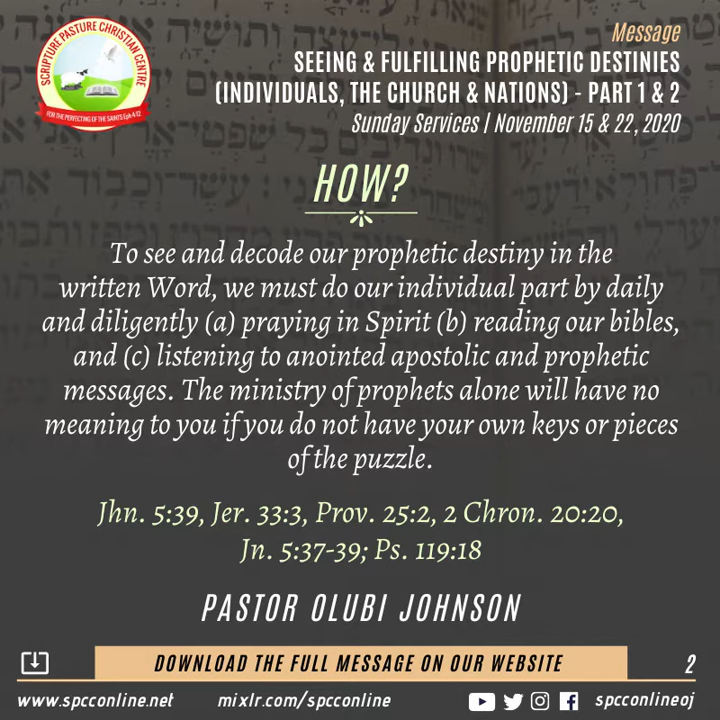 SCRIPTURE PASTURE CHRISTIAN CENTRE
FOR THE PERFECTING OF THE SAINTS Eph 4:12
Message
SEEING & FULFILLING PROPHETIC DESTINIES
(INDIVIDUALS, THE CHURCH & NATIONS) - PART 1 & 2
Sunday Services | November 15 & 22, 2020
HOW?
To see and decode our prophetic destiny in the
written Word, we must do our individual part by daily
and diligently (a) praying in Spirit (b) reading our bibles,
and (c) listening to anointed apostolic and prophetic
messages. The ministry of prophets alone will have no
meaning to you if you do not have your own keys or pieces
of the puzzle.
Jhn. 5:39, Jer. 33:3, Prov. 25:2, 2 Chron. 20:20,
Jn. 5:37-39; Ps. 119:18
PASTOR OLUBI JOHNSON
DOWNLOAD THE FULL MESSAGE ON OUR WEBSITE
2
www.spcconline.net
mixlr.com/spcconline
spcconlineoj